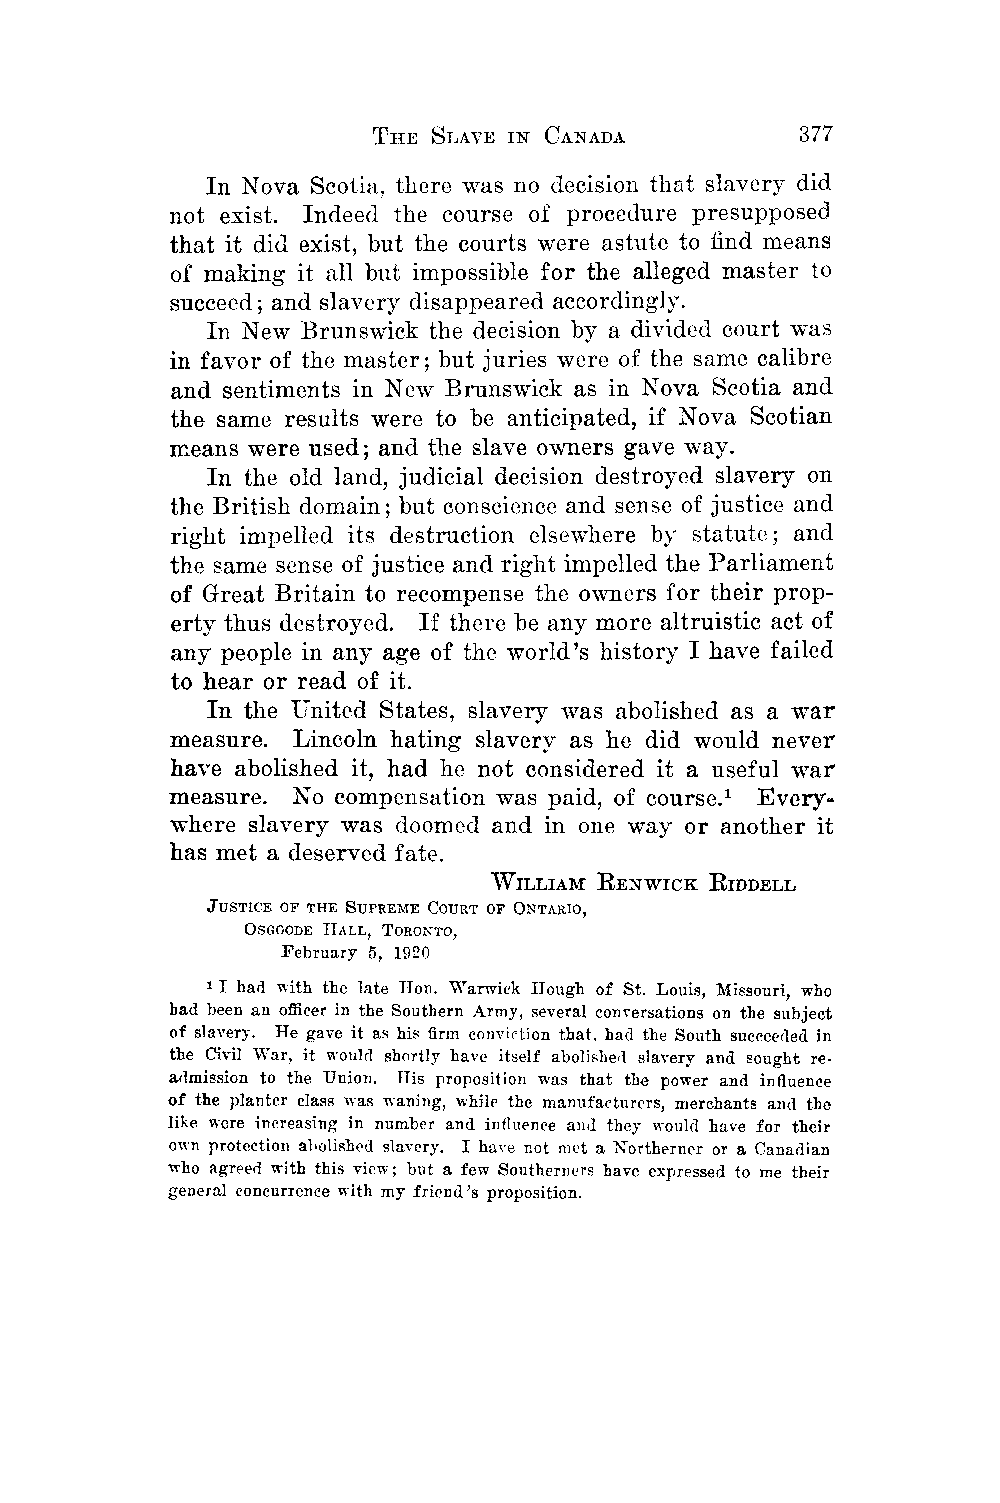 THE SLAVE IN CANADA 377
In Nova Scotia, there was no decision that slavery did
not exist. Indeed the course of procedure presupposed
that it did exist, but the courts were astute to find means
of making it all but impossible for the alleged master to
succeed; and slavery disappeared accordingly.
In New Brunswick the decision by a divided court was
in favor of the master; but juries were of the same calibre
and sentiments in New Brunswick as in Nova Scotia and
the same results were to be anticipated, if Nova Scotian
means were used; and the slave owners gave way.
In the old land, judicial decision destroyed slavery on
the British domain; but conscience and sense of justice and
right impelled its destruction elsewhere by statute; and
the same sense of justice and right impelled the Parliament
of Great Britain to recompense the owners for their prop-
erty thus destroyed. If there be any more altruistic act of
any people in any age of the world's history I have failed
to hear or read of it.
In the United States, slavery was abolished as a war
measure. Lincoln hating slavery as he did would never
have abolished it, had he not considered it a useful war
measure. No compensation was paid, of course.¹ Every-
where slavery was doomed and in one way or another it
has met a deserved fate.
WILLIAM RENWICK RIDDELL
JUSTICE OF THE SUPREME COURT OF ONTARIO,
OSGOODE HALL, TORONTO,
February 5, 1920
¹ I had with the late Hon. Warwick Hough of St. Louis, Missouri, who
had been an officer in the Southern Army, several conversations on the subject
of slavery. He gave it as his firm conviction that, had the South succeeded in
the Civil War, it would shortly have itself abolished slavery and sought re-
admission to the Union. His proposition was that the power and influence
of the planter class was waning, while the manufacturers, merchants and the
like were increasing in number and influence and they would have for their
own protection abolished slavery. I have not met a Northerner or a Canadian
who agreed with this view; but a few Southerners have expressed to me their
general concurrence with my friend's proposition.